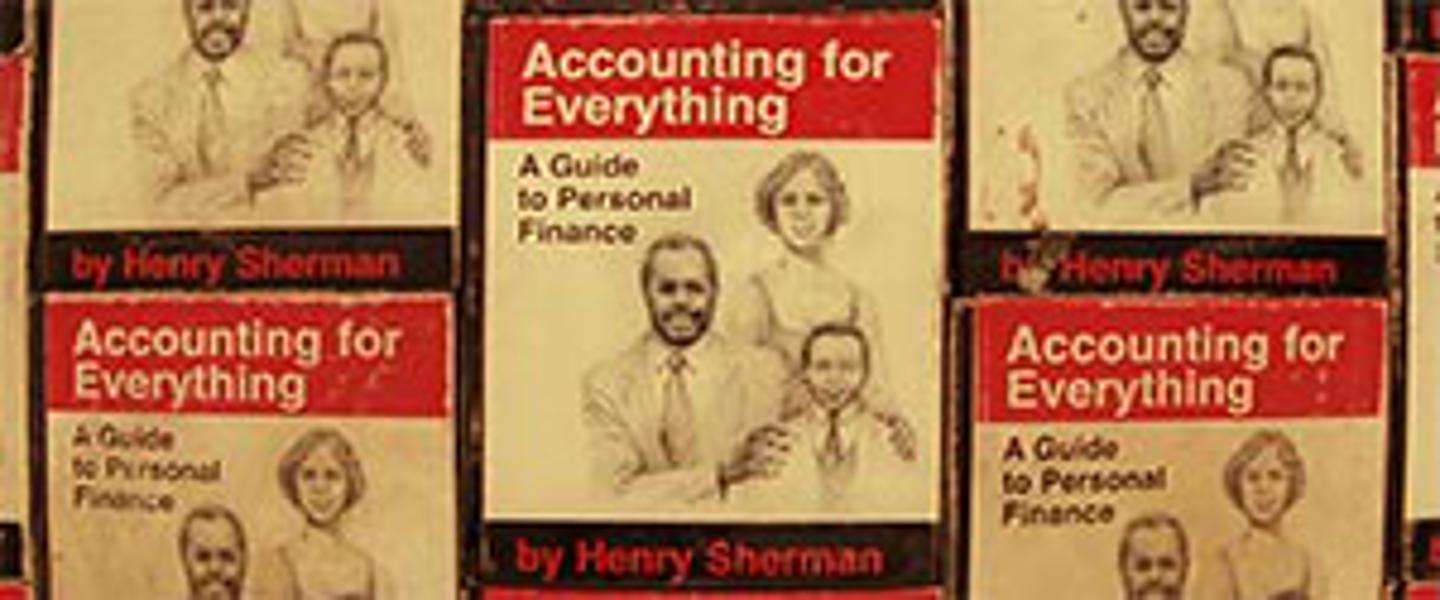 by Henry Sherman
Accounting for
Everything
A Guide
to Personal
Finance
Accounting for
Everything
A Guide
to Personal
Finance
by Henry Sherman
by Henry Sherman
Accounting for
Everything
A Guide
to Personal
Finance